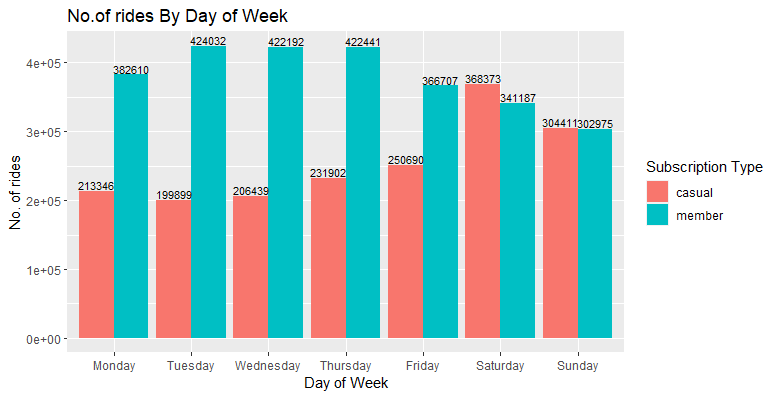 No.of rides By Day of Week
No. of rides
4e+05
3e+05
2e+05
1e+05
0e+00
213346 382610
199899 424032
206439 422192
231902 422441
250690 366707
368373 341187
304411 302975
Monday Tuesday Wednesday Thursday Friday Saturday Sunday
Day of Week
Subscription Type
casual
member